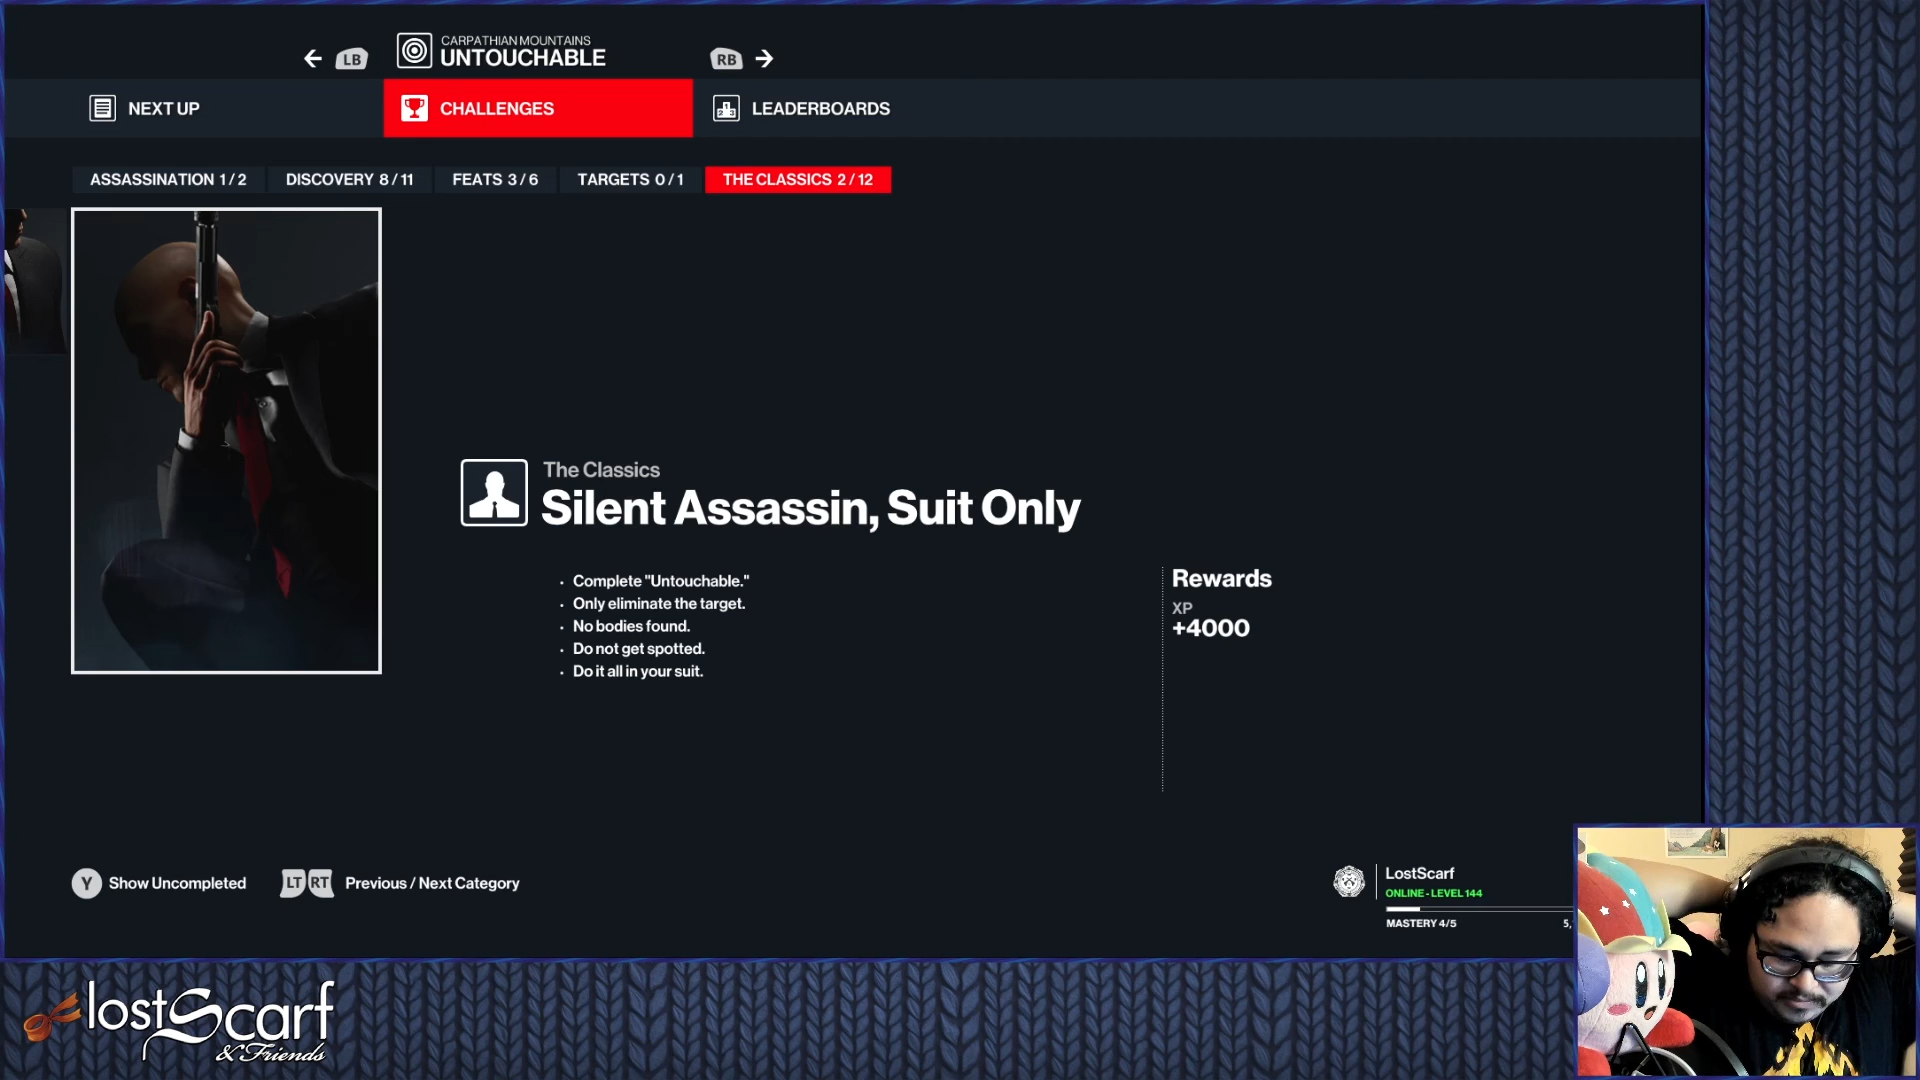 CARPATHIAN MOUNTAINS
LB UNTOUCHABLE RB
NEXT UP CHALLENGES LEADERBOARDS
ASSASSINATION 1 / 2 DISCOVERY 8 / 11 FEATS 3 / 6 TARGETS 0 / 1 THE CLASSICS 2 / 12
The Classics
Silent Assassin, Suit Only
• Complete "Untouchable."
• Only eliminate the target.
• No bodies found.
• Do not get spotted.
• Do it all in your suit.
Rewards
XP
+4000
Y Show Uncompleted LT RT Previous / Next Category
LostScarf
ONLINE - LEVEL 144
MASTERY 4/5
lostScarf
& Friends